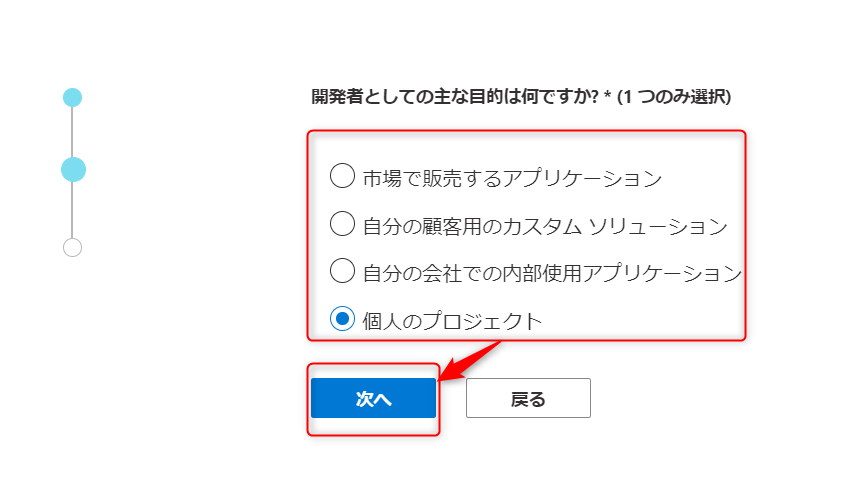 開発者としての主な目的は何ですか? * (1 つのみ選択)
市場で販売するアプリケーション
自分の顧客用のカスタム ソリューション
自分の会社での内部使用アプリケーション
個人のプロジェクト
次へ 戻る